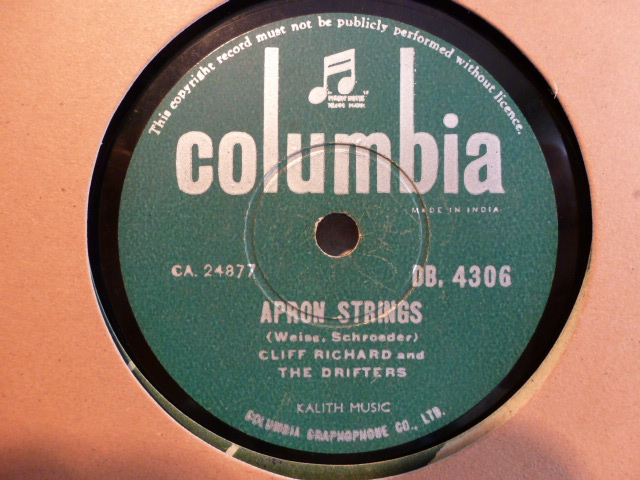 This copyright record must not be publicly performed without licence.
columbia
MADE IN INDIA
CA. 24877
DB. 4306
APRON STRINGS
(Weiss, Schroeder)
CLIFF RICHARD and
THE DRIFTERS
KALITH MUSIC
COLUMBIA GRAPHOPHONE CO., LTD.